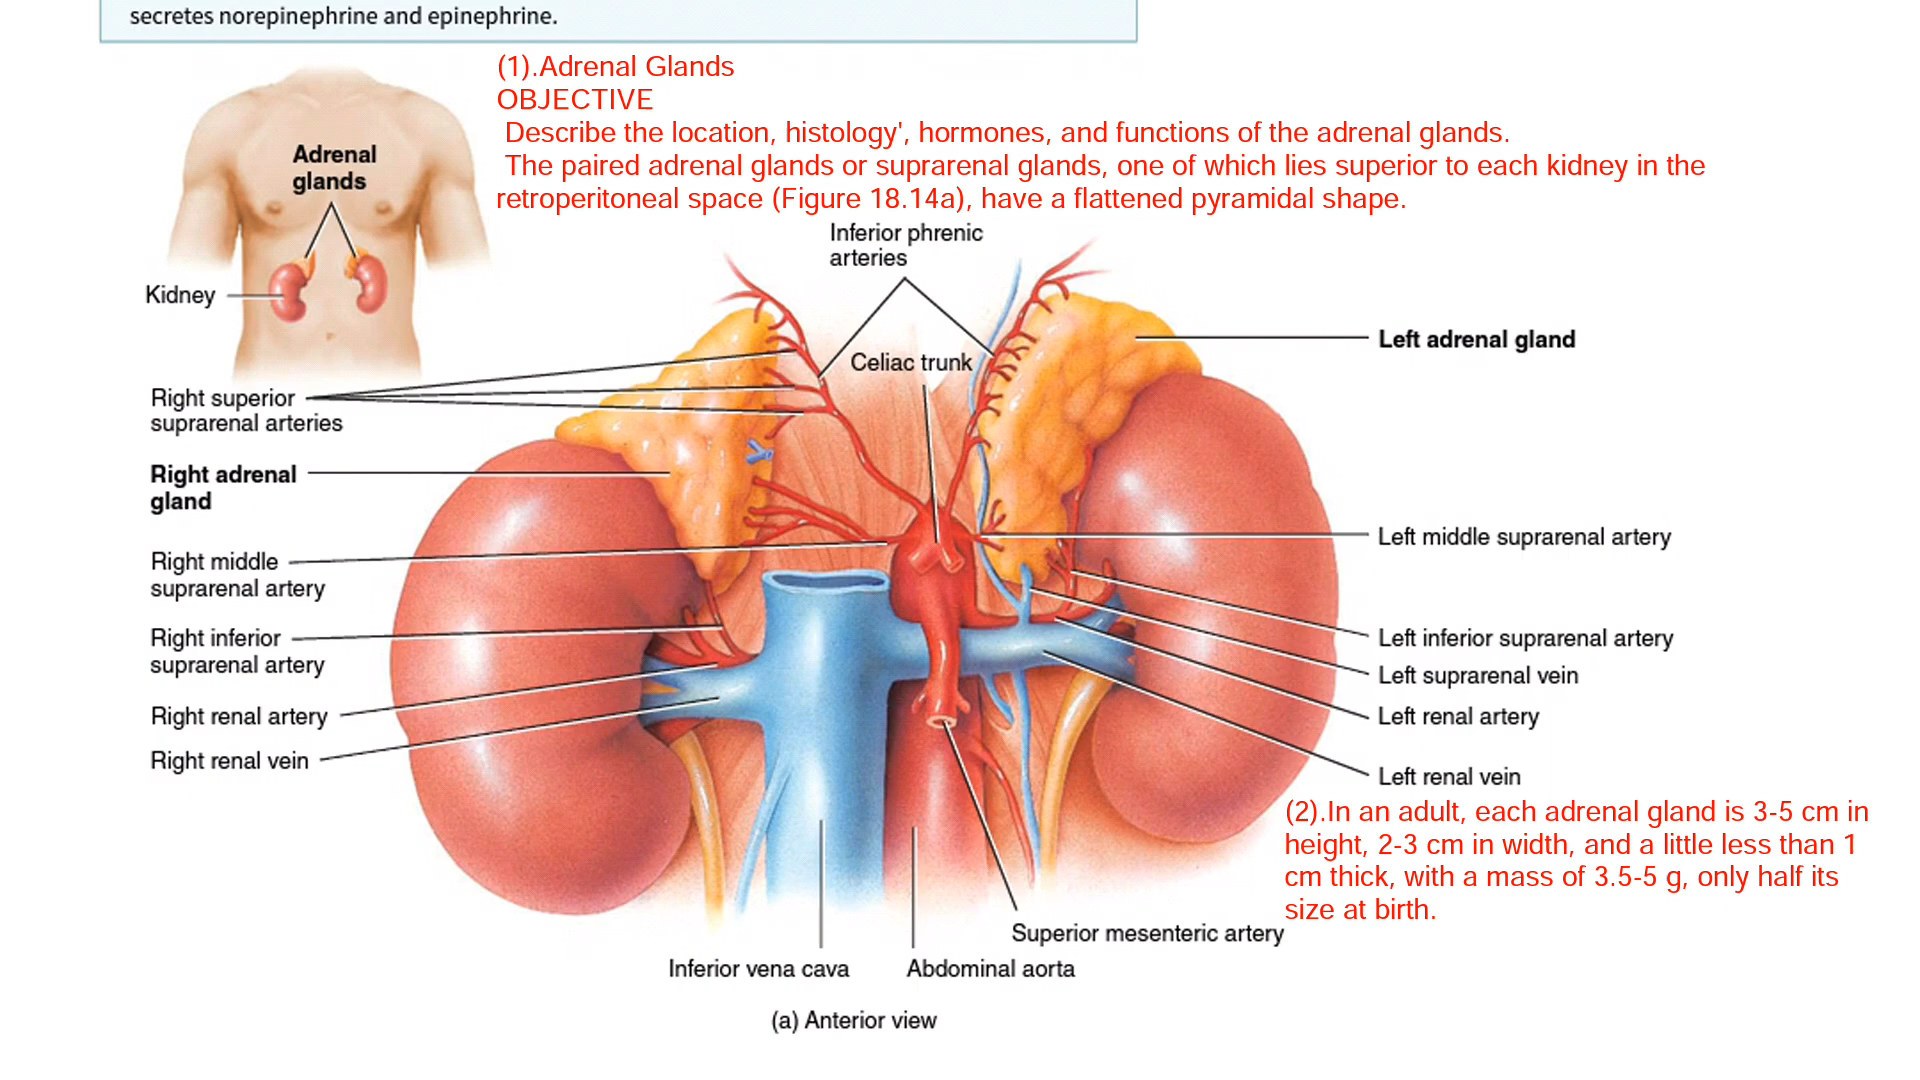 secretes norepinephrine and epinephrine.
(1).Adrenal Glands
OBJECTIVE
Describe the location, histology', hormones, and functions of the adrenal glands.
The paired adrenal glands or suprarenal glands, one of which lies superior to each kidney in the
retroperitoneal space (Figure 18.14a), have a flattened pyramidal shape.
Adrenal
glands
Kidney
Inferior phrenic
arteries
Celiac trunk
Left adrenal gland
Right superior
suprarenal arteries
Right adrenal
gland
Left middle suprarenal artery
Right middle
suprarenal artery
Right inferior
suprarenal artery
Left inferior suprarenal artery
Left suprarenal vein
Right renal artery
Left renal artery
Right renal vein
Left renal vein
(2).In an adult, each adrenal gland is 3-5 cm in
height, 2-3 cm in width, and a little less than 1
cm thick, with a mass of 3.5-5 g, only half its
size at birth.
Superior mesenteric artery
Inferior vena cava
Abdominal aorta
(a) Anterior view